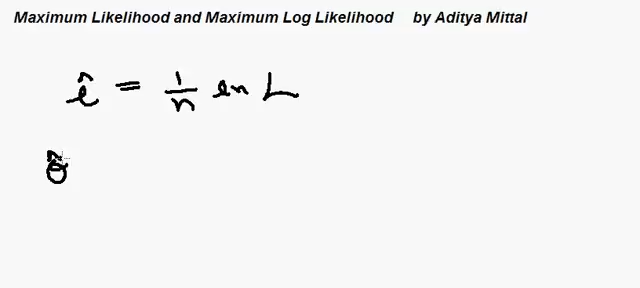 Maximum Likelihood and Maximum Log Likelihood by Aditya Mittal
ℓ̂ = 1/n ln L
θ̂